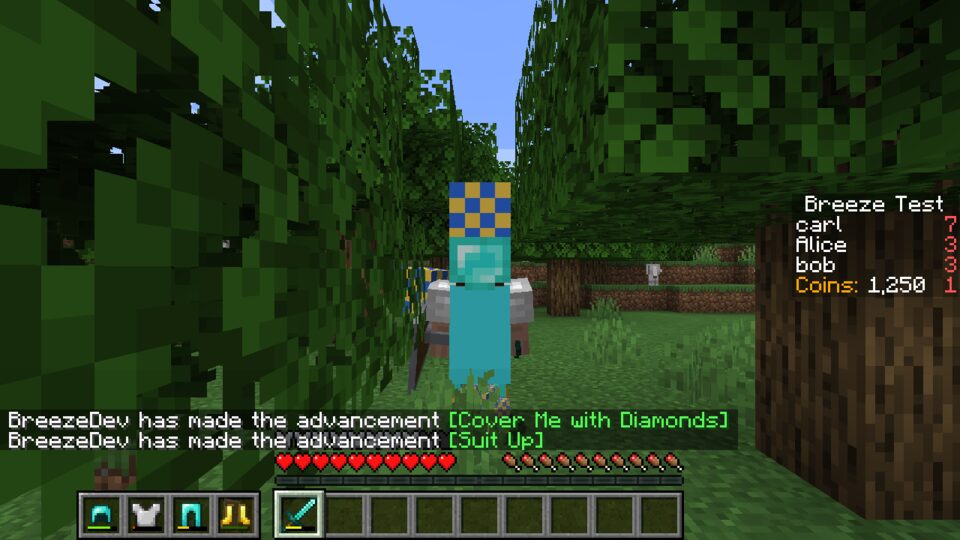 Breeze Test
carl 7
Alice 3
bob 3
Coins: 1,250 1
BreezeDev has made the advancement [Cover Me with Diamonds]
BreezeDev has made the advancement [Suit Up]